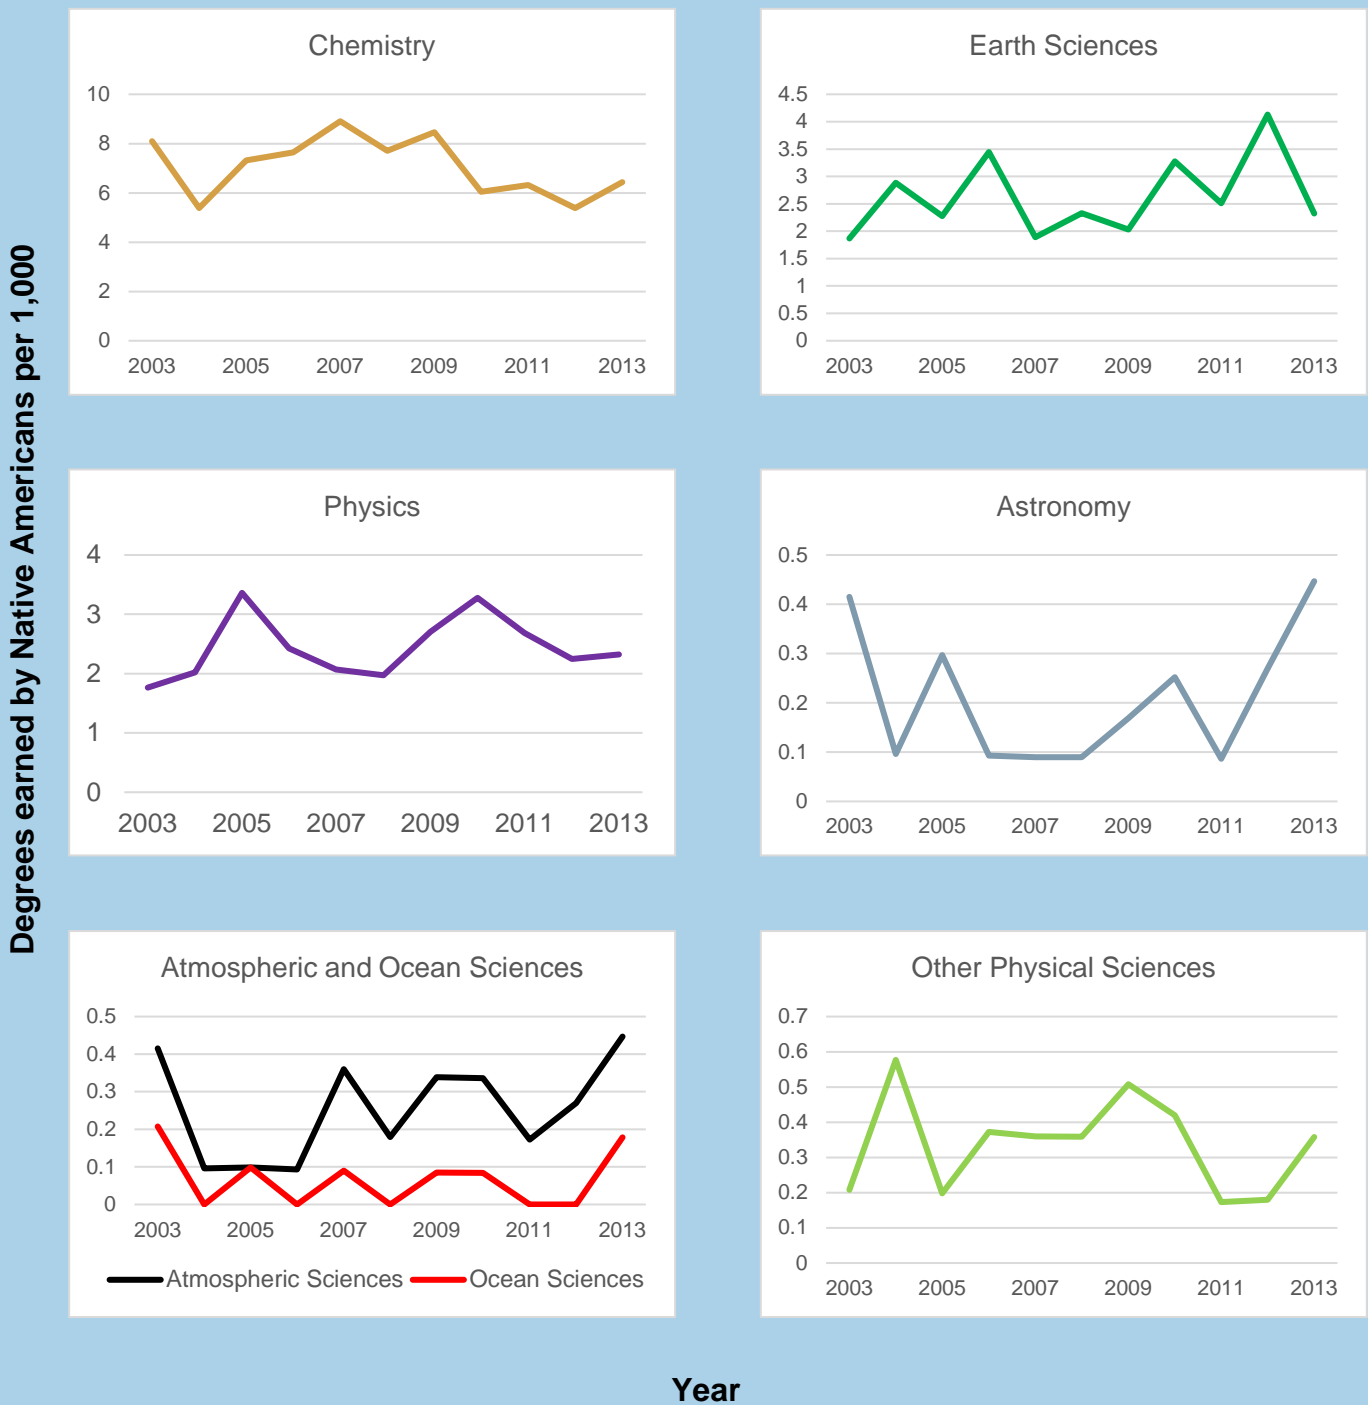 Degrees earned by Native Americans per 1,000
Chemistry
10
8
6
4
2
0
2003 2005 2007 2009 2011 2013
Earth Sciences
4.5
4
3.5
3
2.5
2
1.5
1
0.5
0
2003 2005 2007 2009 2011 2013
Physics
4
3
2
1
0
2003 2005 2007 2009 2011 2013
Astronomy
0.5
0.4
0.3
0.2
0.1
0
2003 2005 2007 2009 2011 2013
Atmospheric and Ocean Sciences
0.5
0.4
0.3
0.2
0.1
0
2003 2005 2007 2009 2011 2013
Atmospheric Sciences Ocean Sciences
Other Physical Sciences
0.7
0.6
0.5
0.4
0.3
0.2
0.1
0
2003 2005 2007 2009 2011 2013
Year